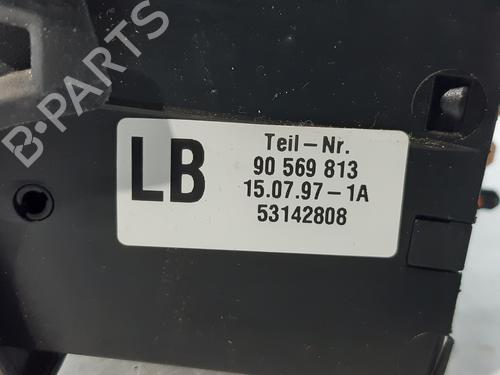 B-PARTS
LB
Teil-Nr.
90 569 813
15.07.97-1A
53142808